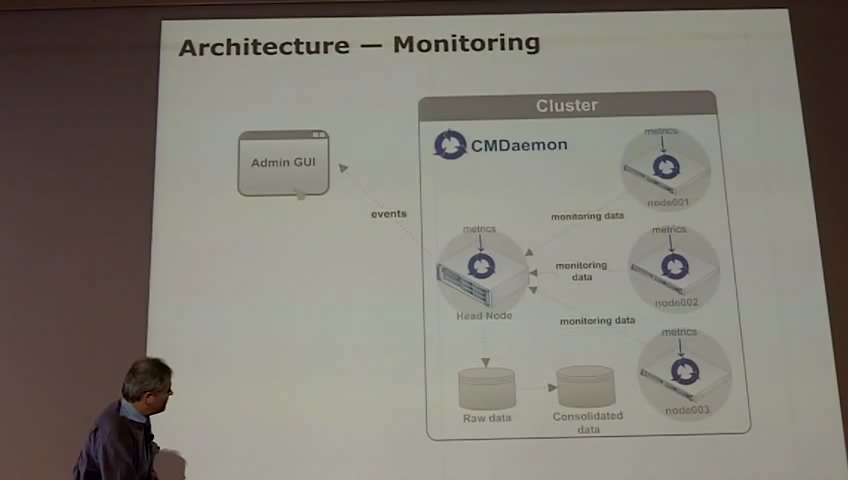 Architecture — Monitoring
Cluster
CMDaemon
Admin GUI
events
metrics
node001
monitoring data
metrics
Head Node
monitoring
data
metrics
node002
monitoring data
metrics
node003
Raw data
Consolidated
data